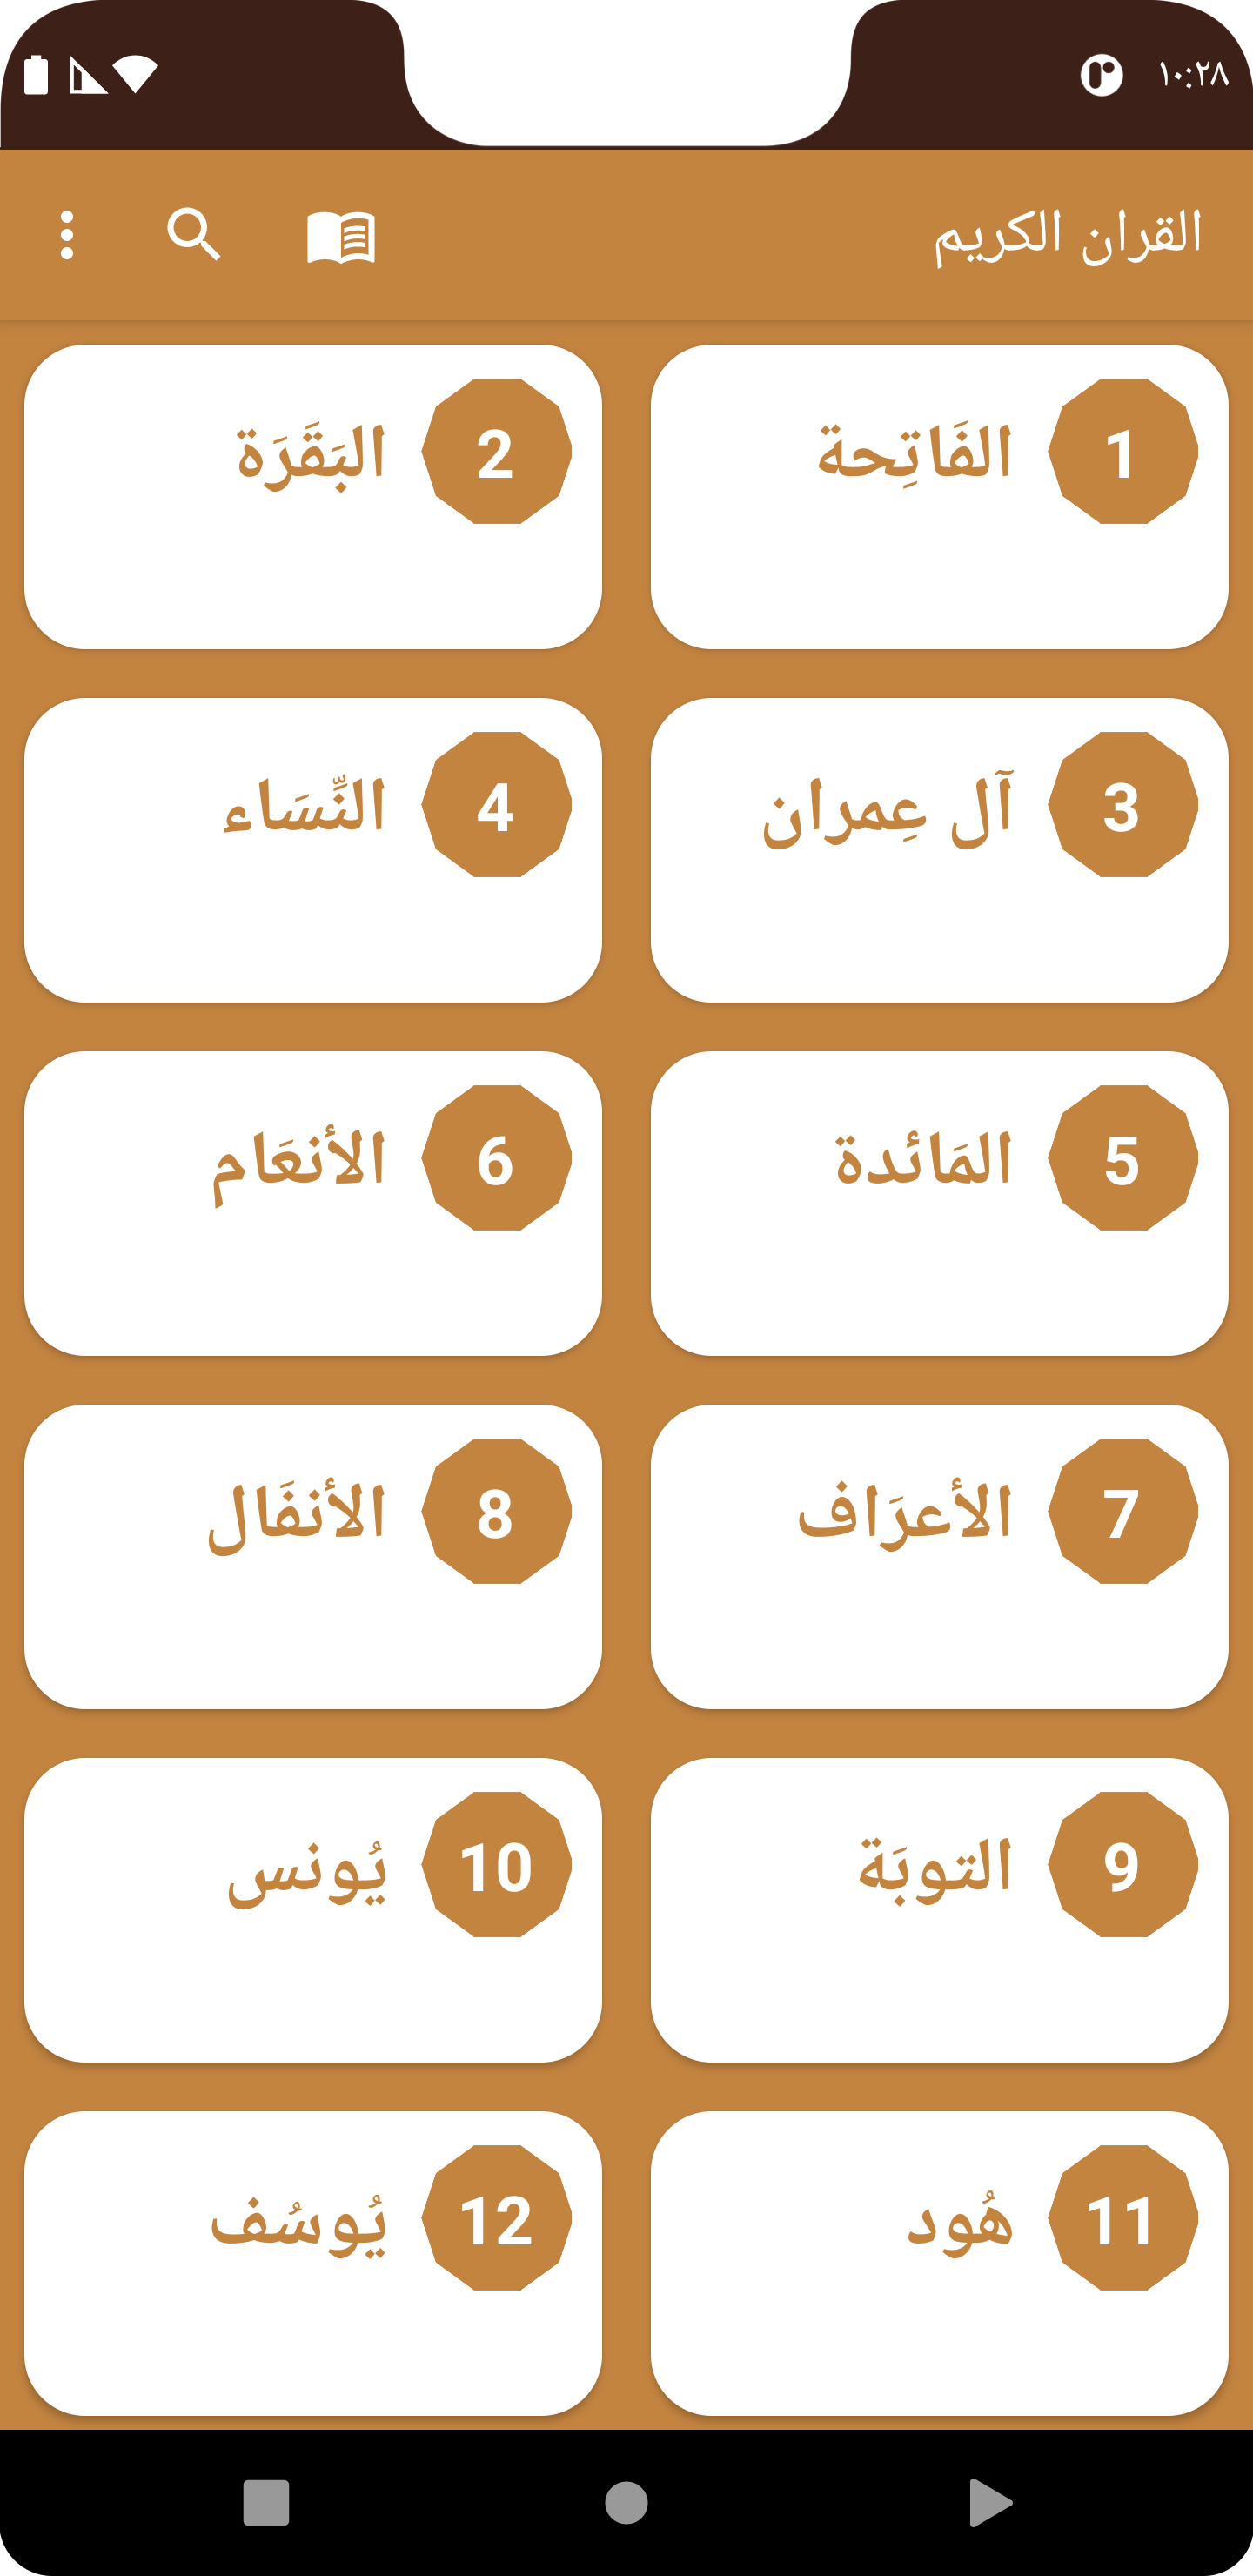 ١٠:٢٨
القران الكريم
1 الفَاتِحة
2 البَقَرَة
3 آل عِمران
4 النِّسَاء
5 المَائدة
6 الأنعَام
7 الأعرَاف
8 الأنفَال
9 التوبَة
10 يُونس
11 هُود
12 يُوسُف